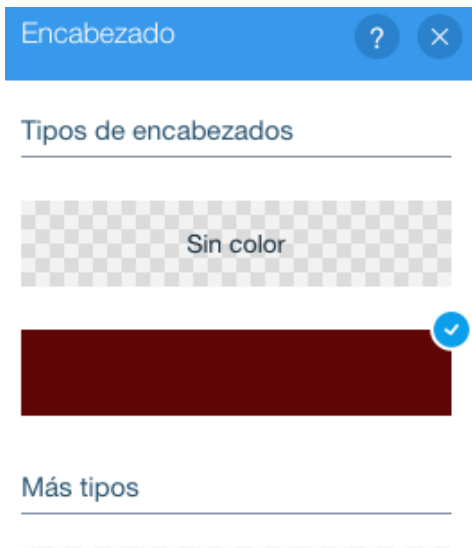 Encabezado ?
Tipos de encabezados
Sin color
Más tipos